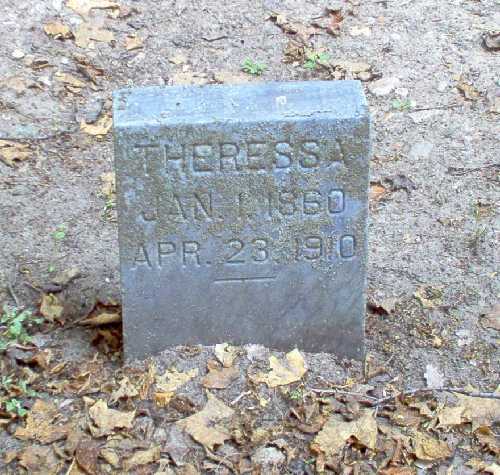 THERESSA
JAN. 1. 1860
APR. 23. 1910